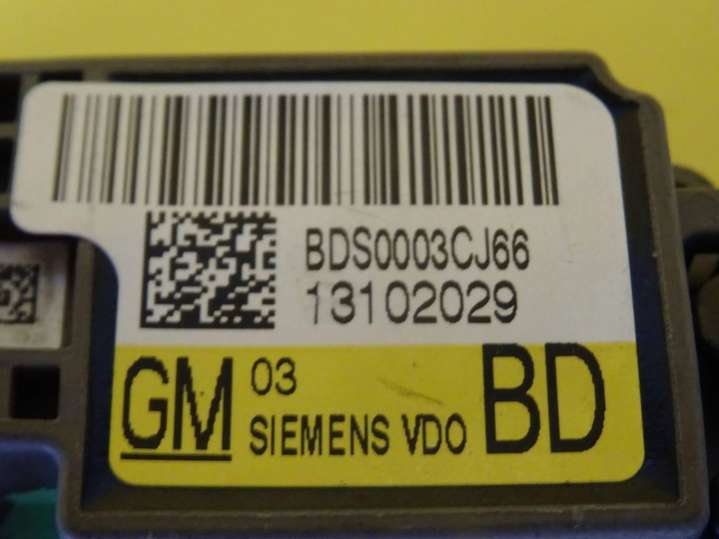 BDS0003CJ66
13102029
GM 03 BD
SIEMENS VDO